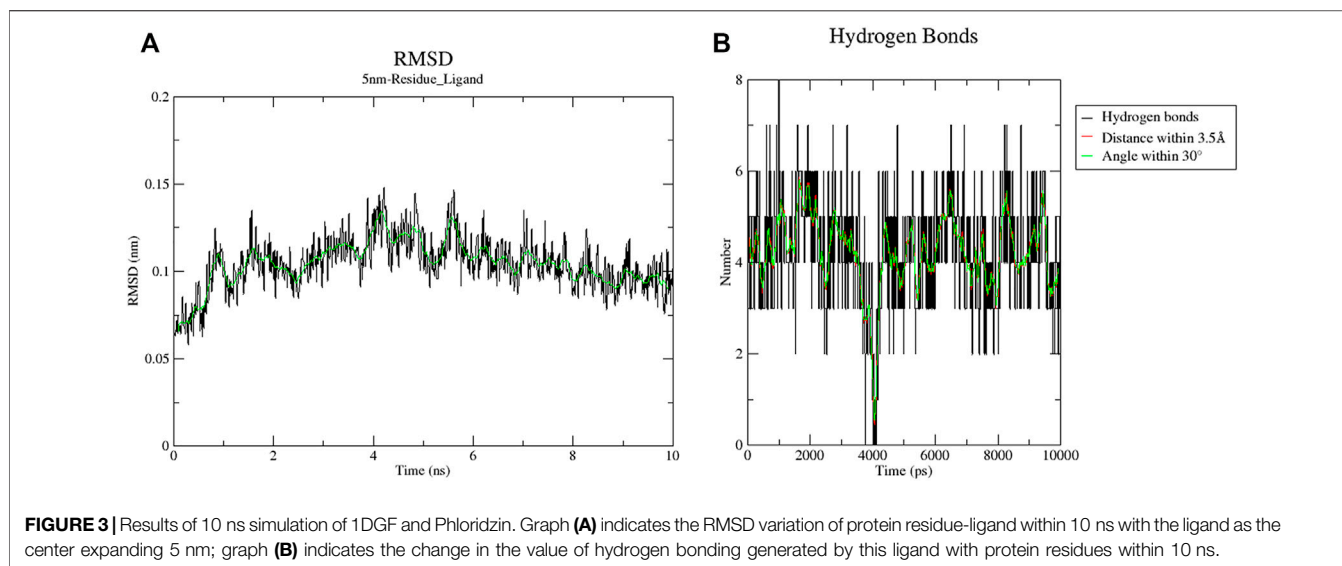 A
RMSD
5nm-Residue_Ligand
0.2
0.15
0.1
0.05
0
RMSD (nm)
0
2
4
6
8
10
Time (ns)
B
Hydrogen Bonds
8
6
4
2
0
Number
0
2000
4000
6000
8000
10000
Time (ps)
Hydrogen bonds
Distance within 3.5Å
Angle within 30°
FIGURE 3 | Results of 10 ns simulation of 1DGF and Phloridzin. Graph (A) indicates the RMSD variation of protein residue-ligand within 10 ns with the ligand as the
center expanding 5 nm; graph (B) indicates the change in the value of hydrogen bonding generated by this ligand with protein residues within 10 ns.